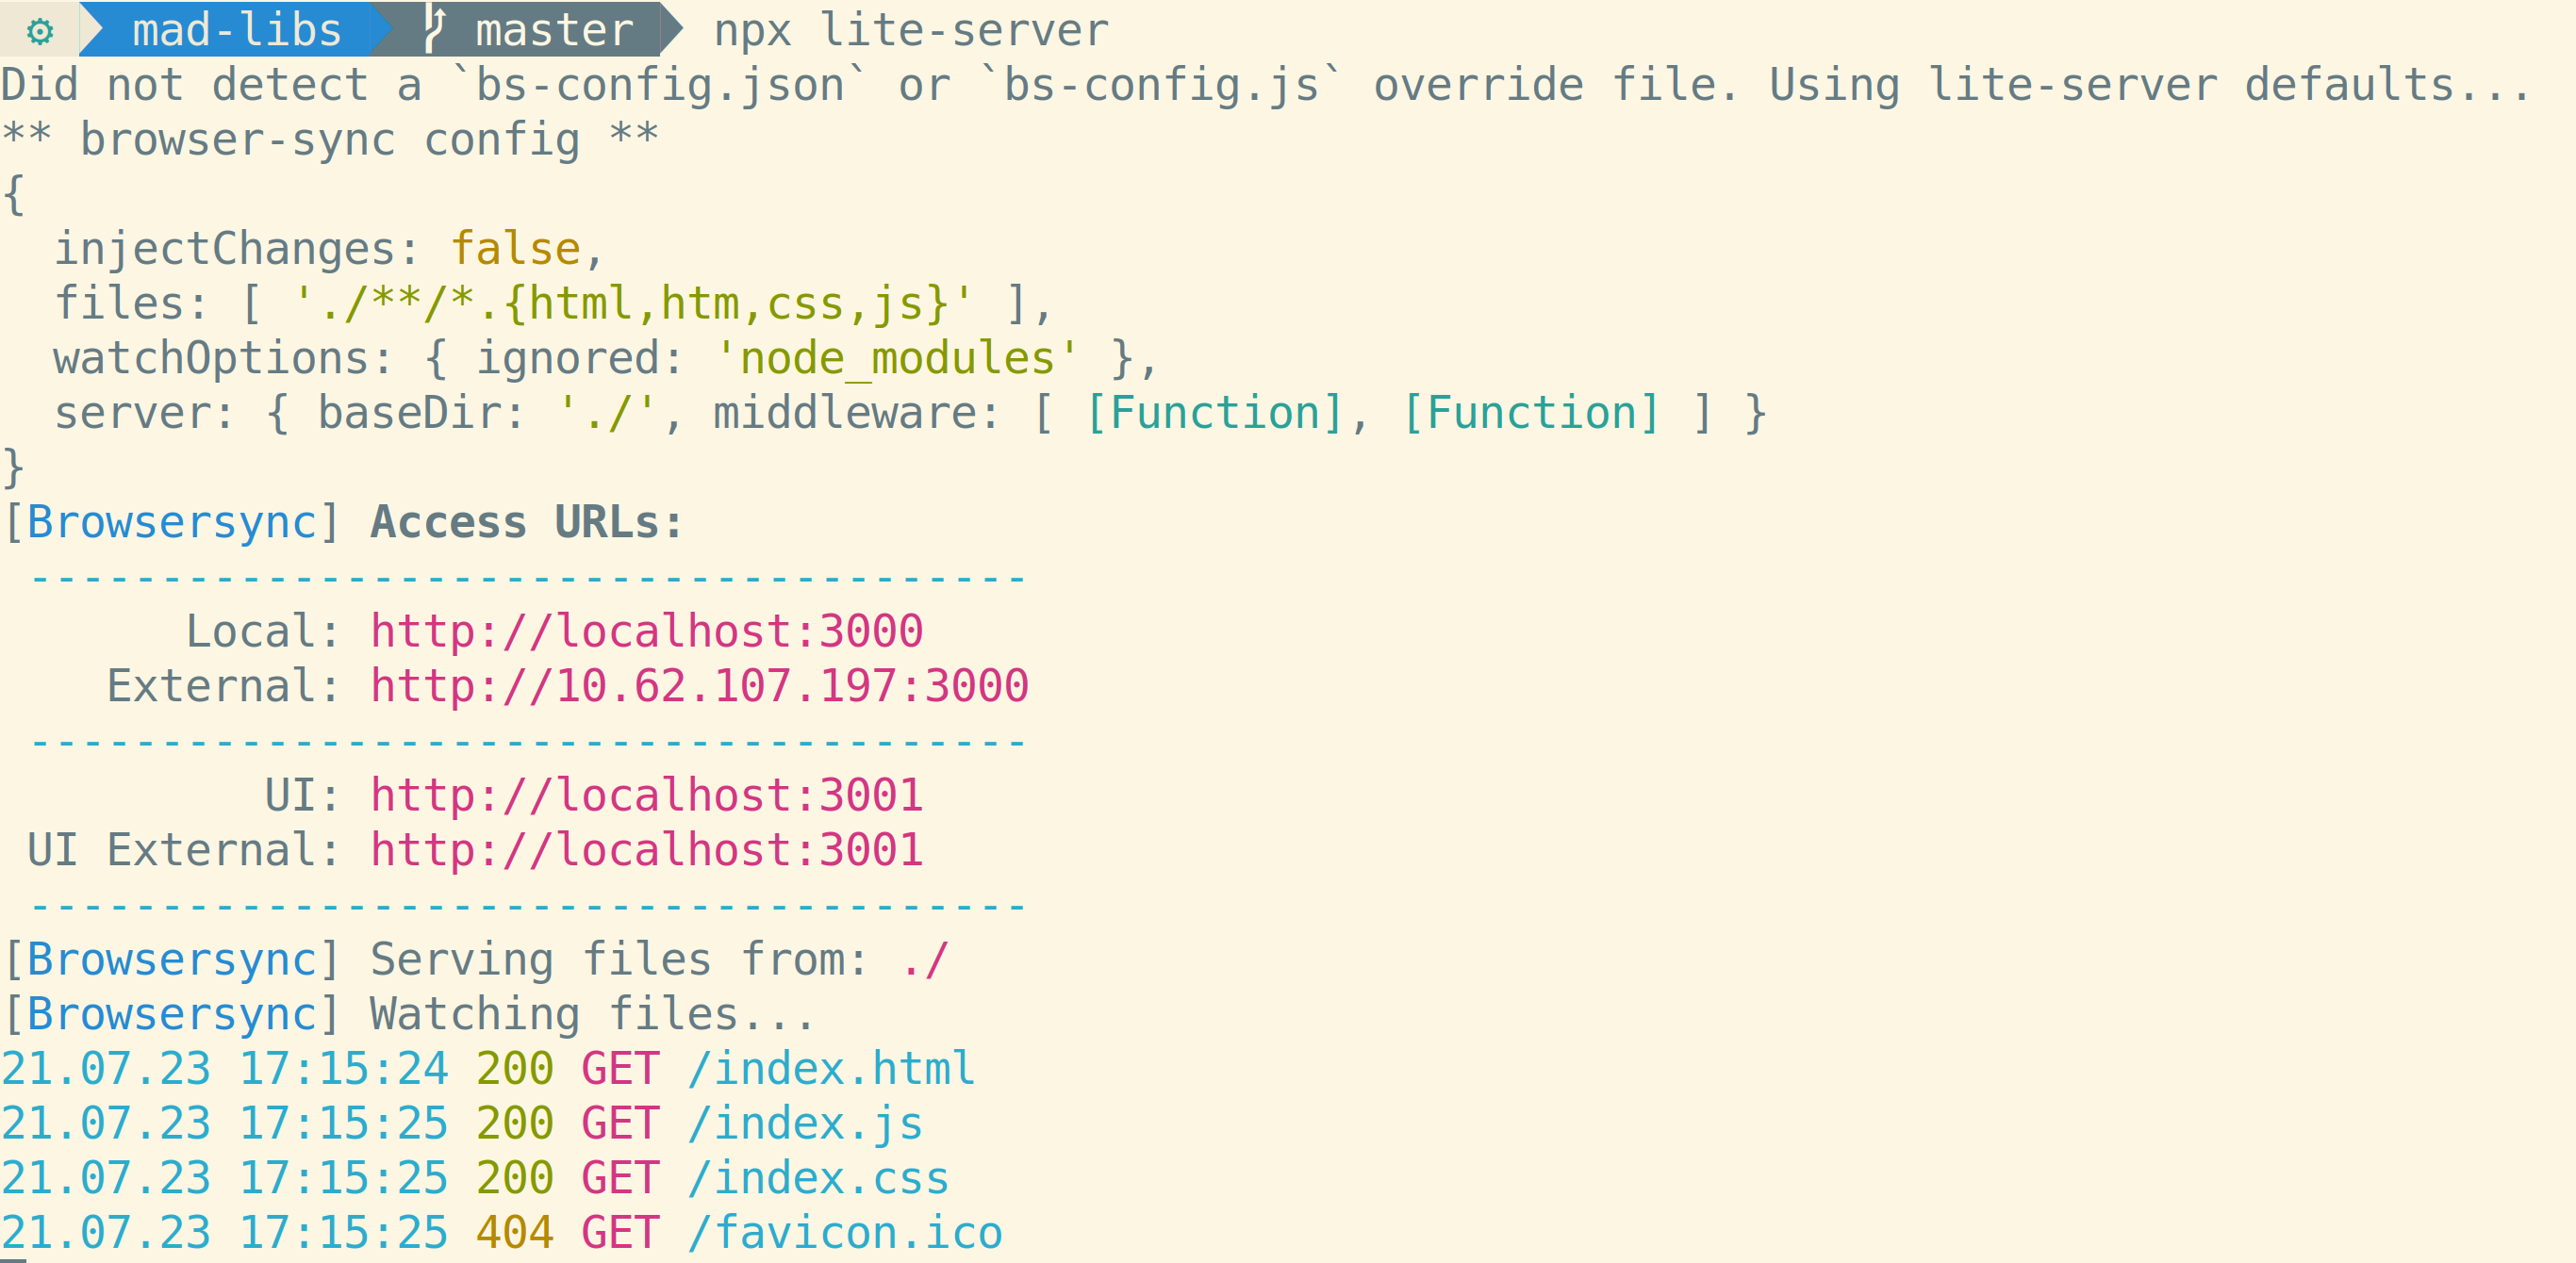 ⚙ mad-libs master npx lite-server
Did not detect a `bs-config.json` or `bs-config.js` override file. Using lite-server defaults...
** browser-sync config **
{
  injectChanges: false,
  files: [ './**/*.{html,htm,css,js}' ],
  watchOptions: { ignored: 'node_modules' },
  server: { baseDir: './', middleware: [ [Function], [Function] ] }
}
[Browsersync] Access URLs:
 --------------------------------------
       Local: http://localhost:3000
    External: http://10.62.107.197:3000
 --------------------------------------
          UI: http://localhost:3001
 UI External: http://localhost:3001
 --------------------------------------
[Browsersync] Serving files from: ./
[Browsersync] Watching files...
21.07.23 17:15:24 200 GET /index.html
21.07.23 17:15:25 200 GET /index.js
21.07.23 17:15:25 200 GET /index.css
21.07.23 17:15:25 404 GET /favicon.ico